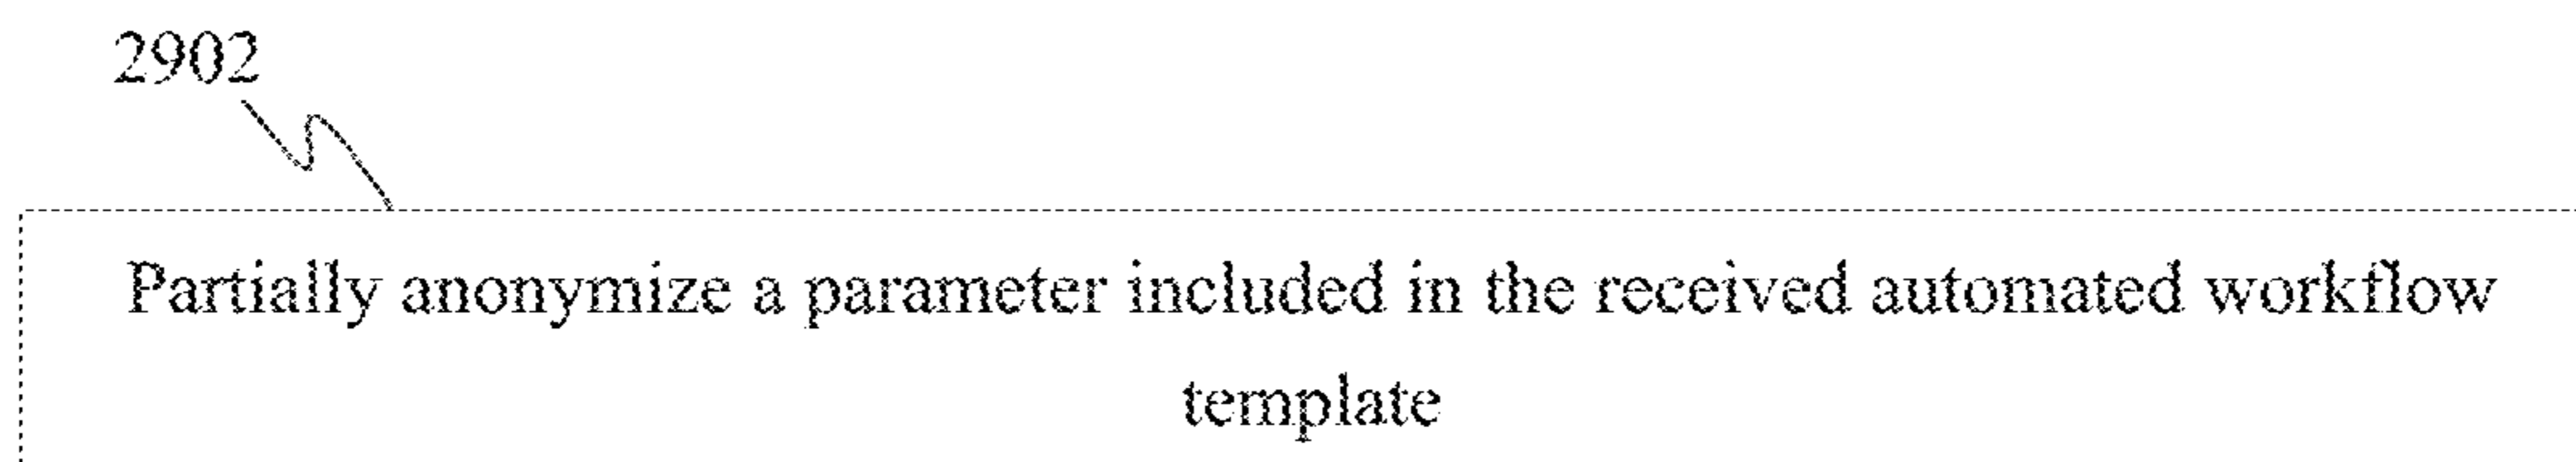 2902
Partially anonymize a parameter included in the received automated workflow
template